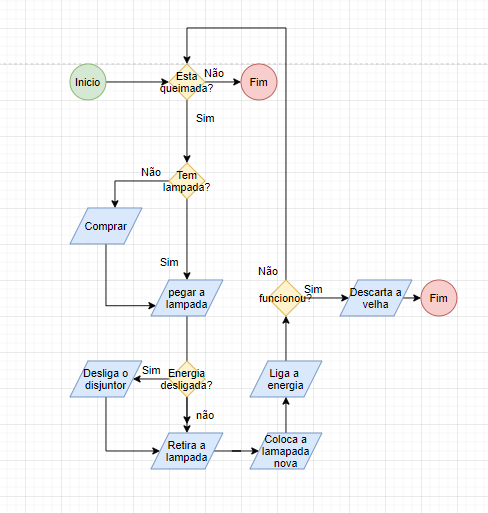 Inicio
Esta
queimada?
Não
Fim
Sim
Não
Tem
lampada?
Comprar
Sim
pegar a
lampada
Sim
Energia
desligada?
Desliga o
disjuntor
não
Retira a
lampada
Coloca a
lamapada
nova
Liga a
energia
Não
funcionou?
Sim
Descarta a
velha
Fim